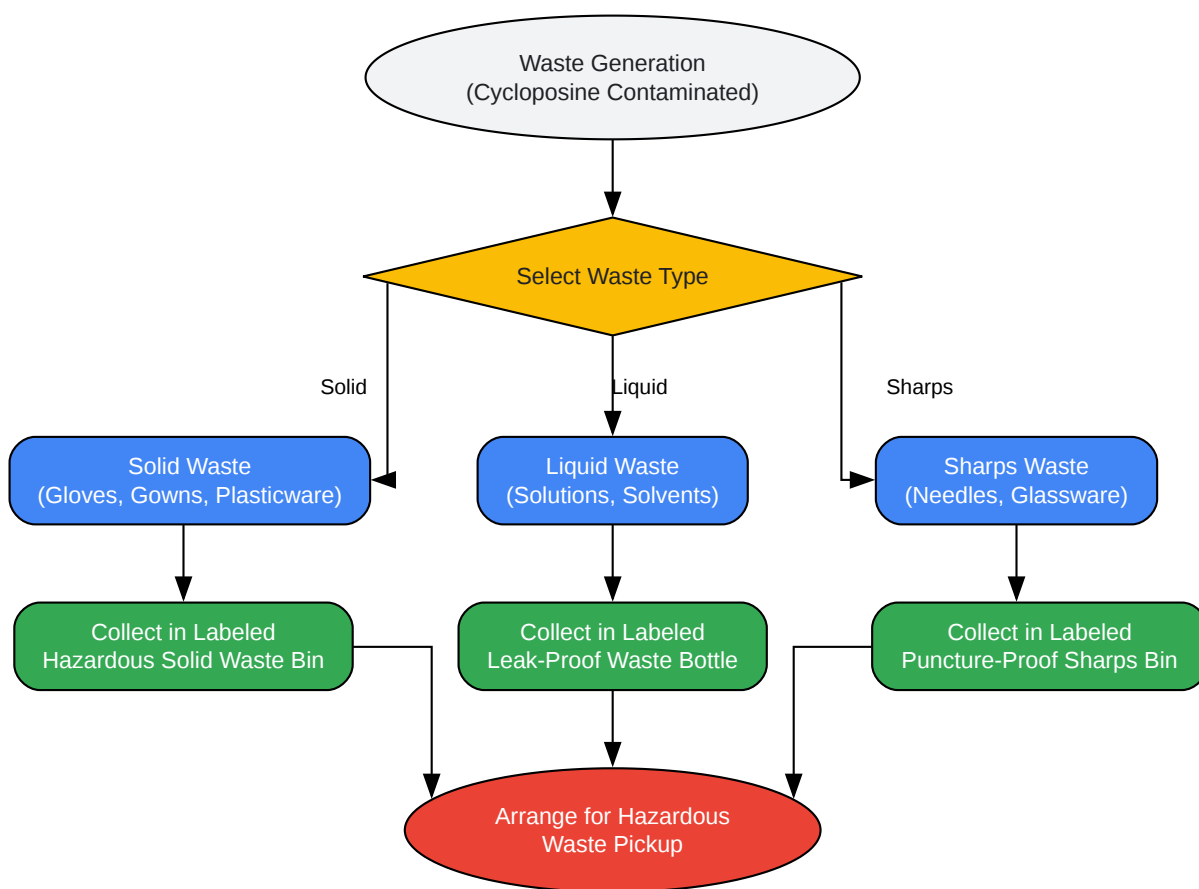 Waste Generation
(Cycloposine Contaminated)
Select Waste Type
Solid
Liquid
Sharps
Solid Waste
(Gloves, Gowns, Plasticware)
Liquid Waste
(Solutions, Solvents)
Sharps Waste
(Needles, Glassware)
Collect in Labeled
Hazardous Solid Waste Bin
Collect in Labeled
Leak-Proof Waste Bottle
Collect in Labeled
Puncture-Proof Sharps Bin
Arrange for Hazardous
Waste Pickup